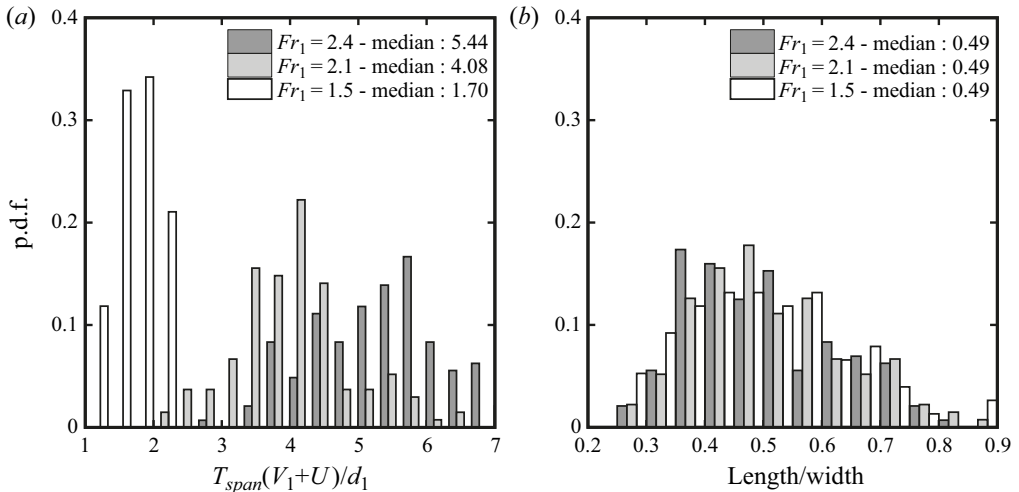 (a)
0.4
0.3
0.2
0.1
0
p.d.f.
Fr1 = 2.4 - median : 5.44
Fr1 = 2.1 - median : 4.08
Fr1 = 1.5 - median : 1.70
1 2 3 4 5 6 7
Tspan(V1+U)/d1
(b)
0.4
0.3
0.2
0.1
0
Fr1 = 2.4 - median : 0.49
Fr1 = 2.1 - median : 0.49
Fr1 = 1.5 - median : 0.49
0.2 0.3 0.4 0.5 0.6 0.7 0.8 0.9
Length/width